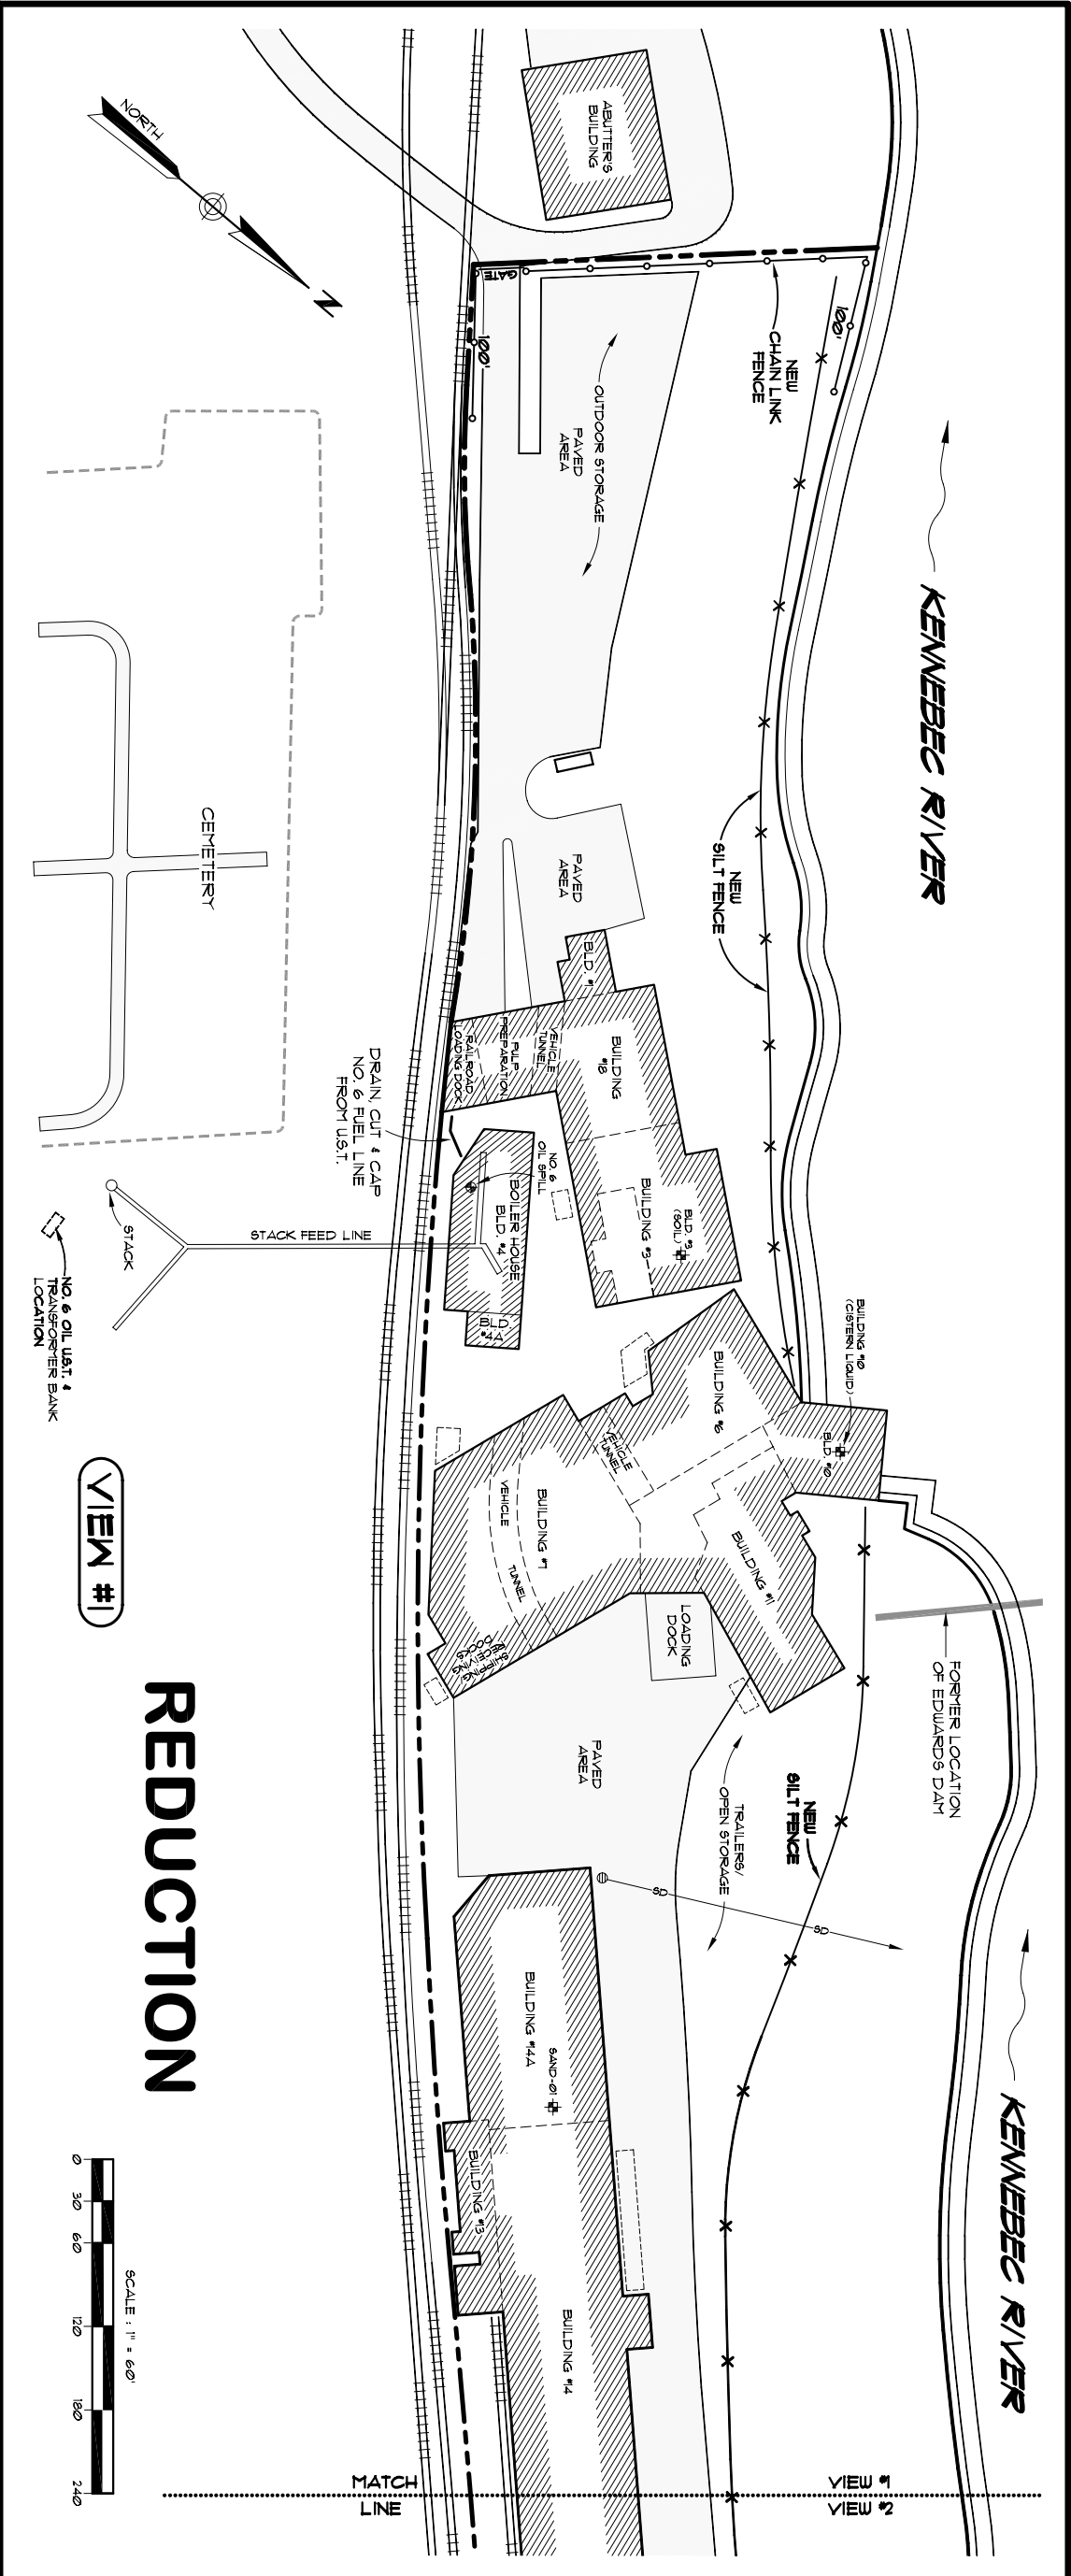 ABUTTER'S
BUILDING
NORTH
N
GATE
100'
100'
NEW
CHAIN LINK
FENCE
OUTDOOR STORAGE
PAVED
AREA
KENNEBEC RIVER
CEMETERY
PAVED
AREA
NEW
SILT FENCE
BLD. #1
BUILDING
#1B
VEHICLE
TUNNEL
PULP
PREPARATION
RAILROAD
LOADING DOCK
DRAIN, CUT & CAP
NO. 6 FUEL LINE
FROM U.S.T.
NO. 6
OIL SPILL
BOILER HOUSE
BLD. #4
BLD.
#4A
BUILDING #3
BLD #3
(SOIL)
STACK FEED LINE
STACK
NO. 6 OIL U.S.T. &
TRANSFORMER BANK
LOCATION
BUILDING #10
(CISTERN LIQUID)
BLD. #10
BUILDING #6
VEHICLE
TUNNEL
BUILDING #7
VEHICLE
TUNNEL
BUILDING #11
LOADING
DOCK
SHIPPING
RECEIVING
DOCKS
FORMER LOCATION
OF EDWARDS DAM
VIEW #1
REDUCTION
PAVED
AREA
TRAILERS/
OPEN STORAGE
NEW
SILT FENCE
SD
SD
KENNEBEC RIVER
BUILDING #14A
SAND-01
BUILDING #13
BUILDING #14
SCALE : 1" = 60'
0 30 60 120 180 240
MATCH
LINE
VIEW #1
VIEW #2